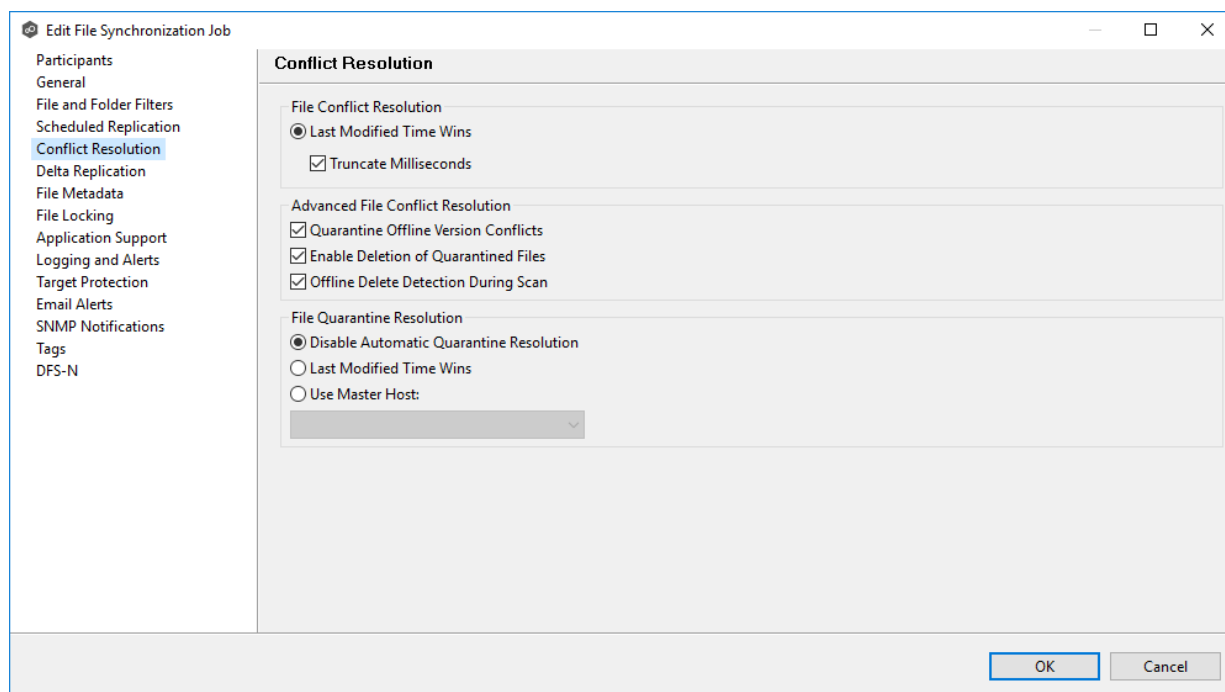 Edit File Synchronization Job
Participants
General
File and Folder Filters
Scheduled Replication
Conflict Resolution
Delta Replication
File Metadata
File Locking
Application Support
Logging and Alerts
Target Protection
Email Alerts
SNMP Notifications
Tags
DFS-N
Conflict Resolution
File Conflict Resolution
Last Modified Time Wins
Truncate Milliseconds
Advanced File Conflict Resolution
Quarantine Offline Version Conflicts
Enable Deletion of Quarantined Files
Offline Delete Detection During Scan
File Quarantine Resolution
Disable Automatic Quarantine Resolution
Last Modified Time Wins
Use Master Host:
OK
Cancel